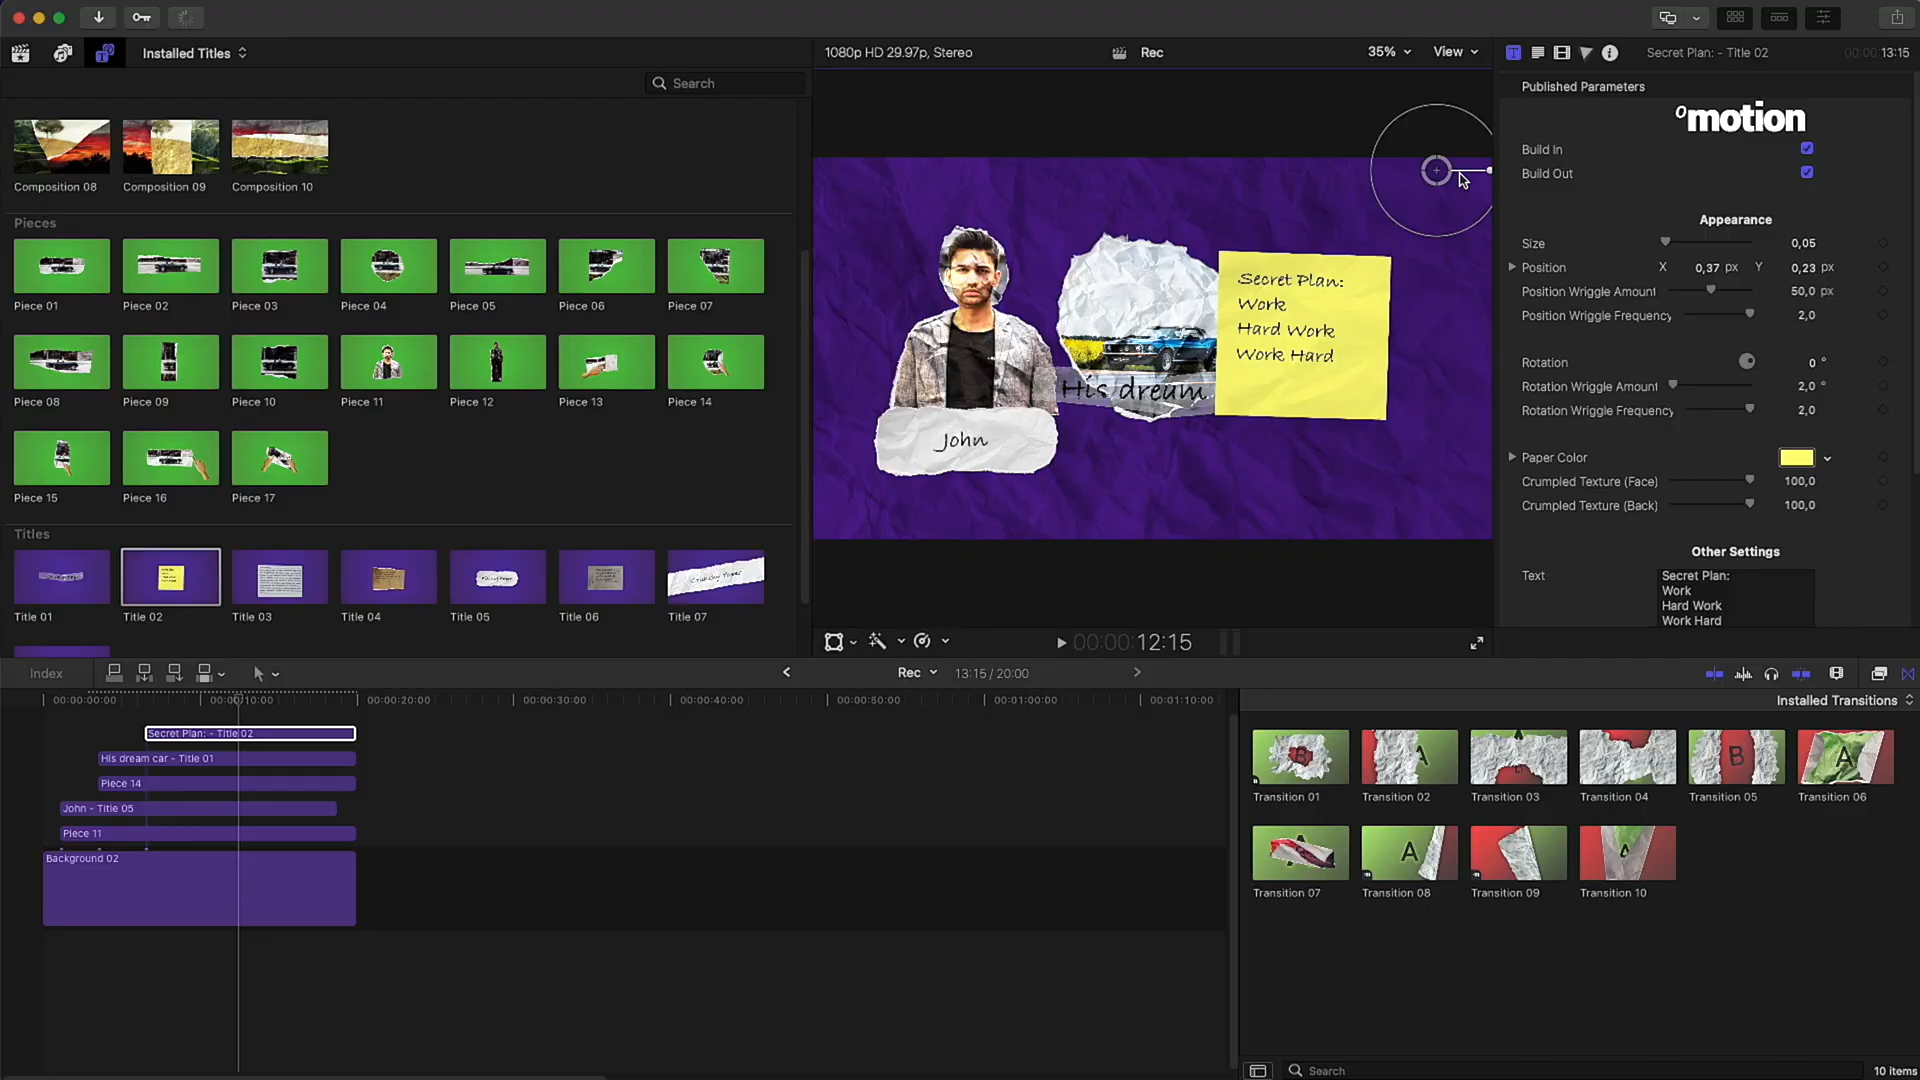 Installed Titles
Search
Composition 08
Composition 09
Composition 10
Pieces
Piece 01
Piece 02
Piece 03
Piece 04
Piece 05
Piece 06
Piece 07
Piece 08
Piece 09
Piece 10
Piece 11
Piece 12
Piece 13
Piece 14
Piece 15
Piece 16
Piece 17
Titles
Title 01
Title 02
Title 03
Title 04
Title 05
Title 06
Title 07
1080p HD 29.97p, Stereo
Rec
35%
View
Secret Plan:
Work
Hard Work
Work Hard
His dream
John
00:00:12:15
Secret Plan: - Title 02
00:00:13:15
Published Parameters
motion
Build In
Build Out
Appearance
Size 0,05
Position X 0,37 px Y 0,23 px
Position Wriggle Amount 50,0 px
Position Wriggle Frequency 2,0
Rotation 0 °
Rotation Wriggle Amount 2,0 °
Rotation Wriggle Frequency 2,0
Paper Color
Crumpled Texture (Face) 100,0
Crumpled Texture (Back) 100,0
Other Settings
Text
Secret Plan:
Work
Hard Work
Work Hard
Index
Rec
13:15 / 20:00
00:00:00:00
00:00:10:00
00:00:20:00
00:00:30:00
00:00:40:00
00:00:50:00
00:01:00:00
00:01:10:00
Secret Plan: - Title 02
His dream car - Title 01
Piece 14
John - Title 05
Piece 11
Background 02
Installed Transitions
B
A
B
A
Transition 01
Transition 02
Transition 03
Transition 04
Transition 05
Transition 06
A
A
Transition 07
Transition 08
Transition 09
Transition 10
Search
10 items